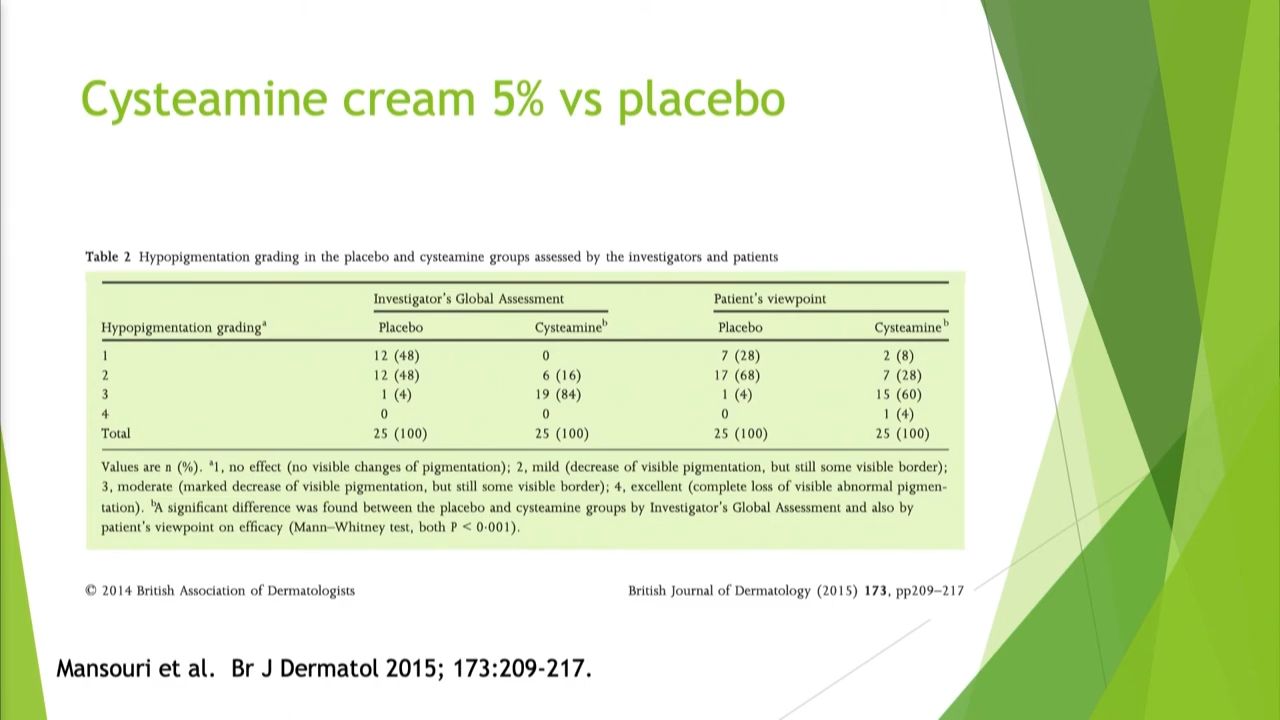 Cysteamine cream 5% vs placebo
Table 2 Hypopigmentation grading in the placebo and cysteamine groups assessed by the investigators and patients
Investigator's Global Assessment Patient's viewpoint
Hypopigmentation gradingᵃ Placebo Cysteamineᵇ Placebo Cysteamineᵇ
1 12 (48) 0 7 (28) 2 (8)
2 12 (48) 6 (16) 17 (68) 7 (28)
3 1 (4) 19 (84) 1 (4) 15 (60)
4 0 0 0 1 (4)
Total 25 (100) 25 (100) 25 (100) 25 (100)
Values are n (%). ᵃ1, no effect (no visible changes of pigmentation); 2, mild (decrease of visible pigmentation, but still some visible border);
3, moderate (marked decrease of visible pigmentation, but still some visible border); 4, excellent (complete loss of visible abnormal pigmen-
tation). ᵇA significant difference was found between the placebo and cysteamine groups by Investigator's Global Assessment and also by
patient's viewpoint on efficacy (Mann–Whitney test, both P < 0·001).
© 2014 British Association of Dermatologists British Journal of Dermatology (2015) 173, pp209–217
Mansouri et al. Br J Dermatol 2015; 173:209-217.